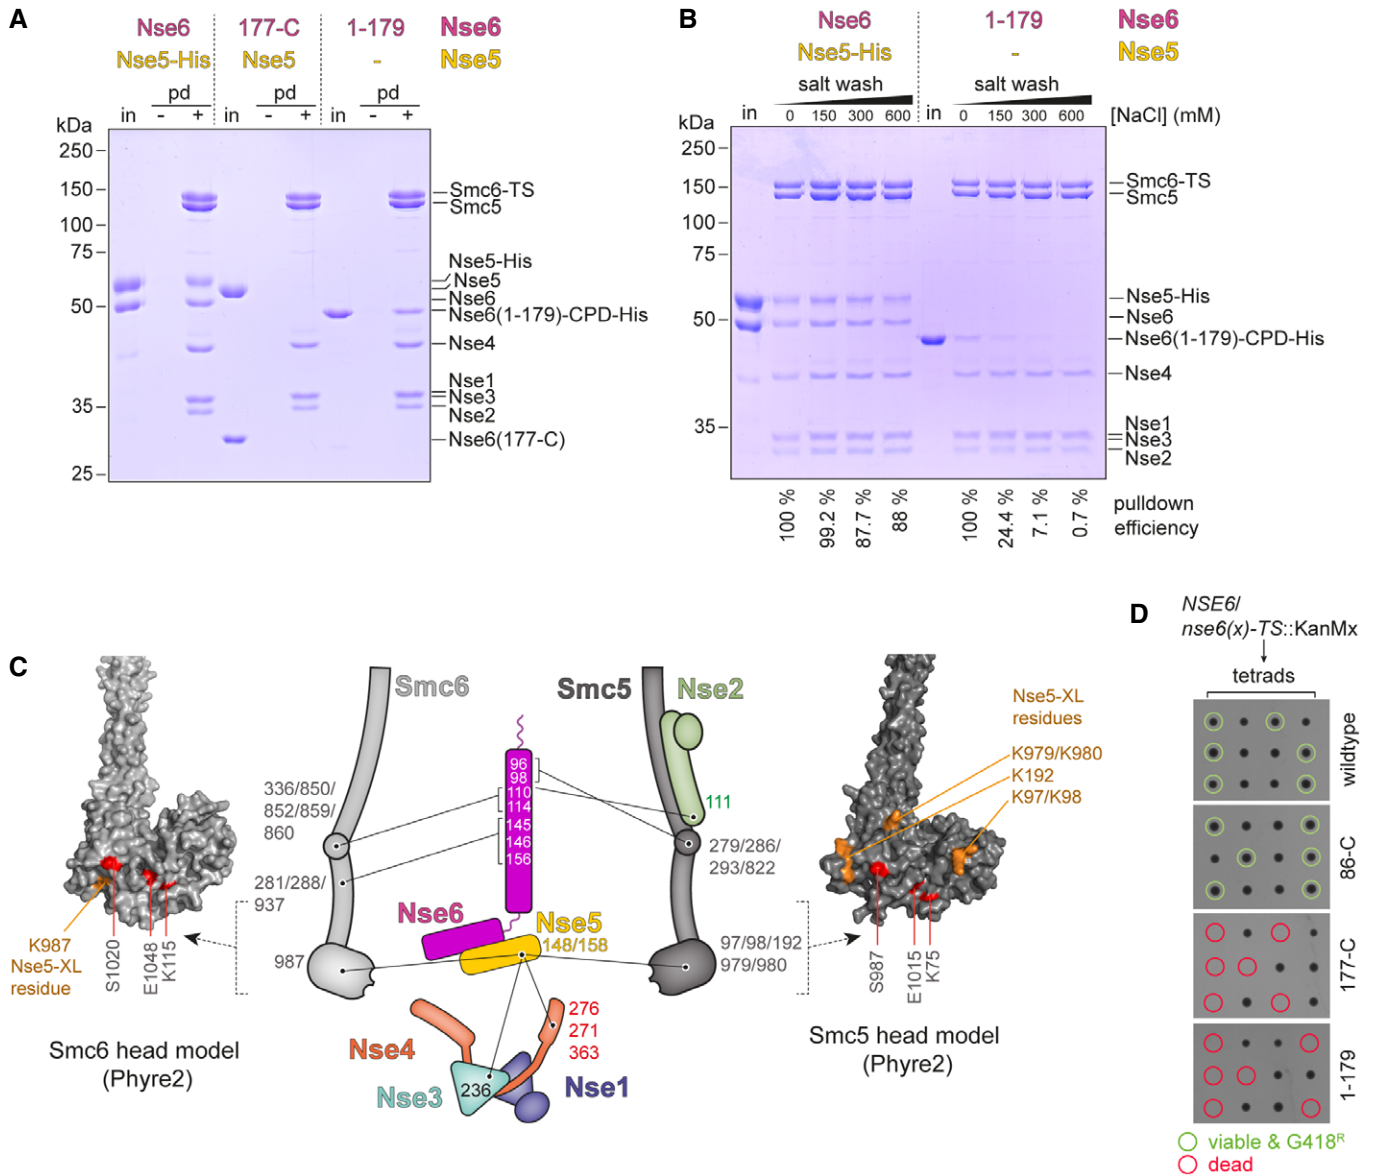 A
Nse6 177-C 1-179 Nse6
Nse5-His Nse5 - Nse5
pd pd pd
in - + in - + in - +
kDa
250
150
100
75
50
35
25
Smc6-TS
Smc5
Nse5-His
Nse5
Nse6
Nse6(1-179)-CPD-His
Nse4
Nse1
Nse3
Nse2
Nse6(177-C)
B
Nse6 1-179 Nse6
Nse5-His - Nse5
salt wash salt wash
in 0 150 300 600 in 0 150 300 600 [NaCl] (mM)
kDa
250
150
100
75
50
35
Smc6-TS
Smc5
Nse5-His
Nse6
Nse6(1-179)-CPD-His
Nse4
Nse1
Nse3
Nse2
100 % 99.2 % 87.7 % 88 % 100 % 24.4 % 7.1 % 0.7 %
pulldown
efficiency
C
K987
Nse5-XL
residue
S1020
E1048
K115
Smc6 head model
(Phyre2)
Smc6
336/850/
852/859/
860
281/288/
937
987
96
98
110
114
145
146
156
Nse6
Nse5
148/158
Smc5
Nse2
111
279/286/
293/822
97/98/192
979/980
276
271
363
Nse4
Nse3
236
Nse1
Nse5-XL
residues
K979/K980
K192
K97/K98
S987
E1015
K75
Smc5 head model
(Phyre2)
D
NSE6/
nse6(x)-TS::KanMx
tetrads
wildtype
86-C
177-C
1-179
viable & G418ᴿ
dead